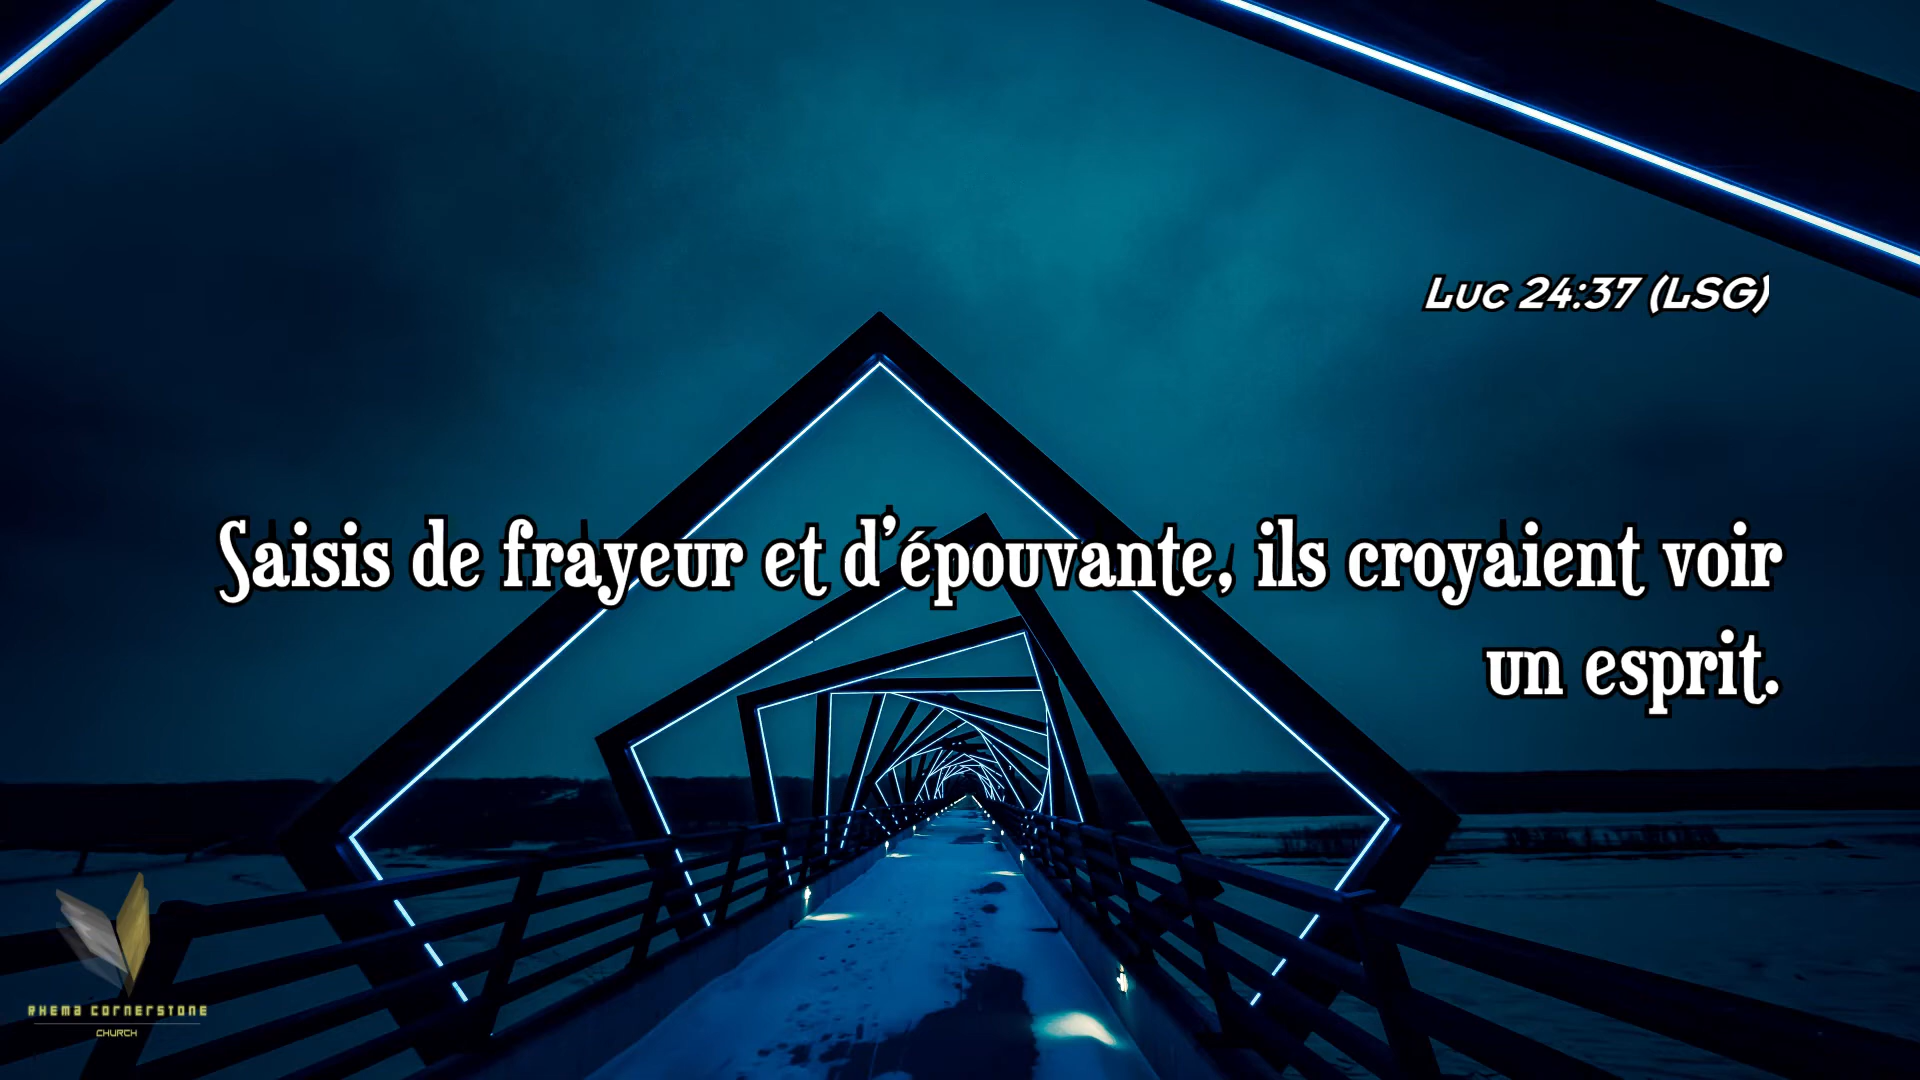 Luc 24:37 (LSG)
Saisis de frayeur et d’épouvante, ils croyaient voir
un esprit.
RHEMA CORNERSTONE
CHURCH